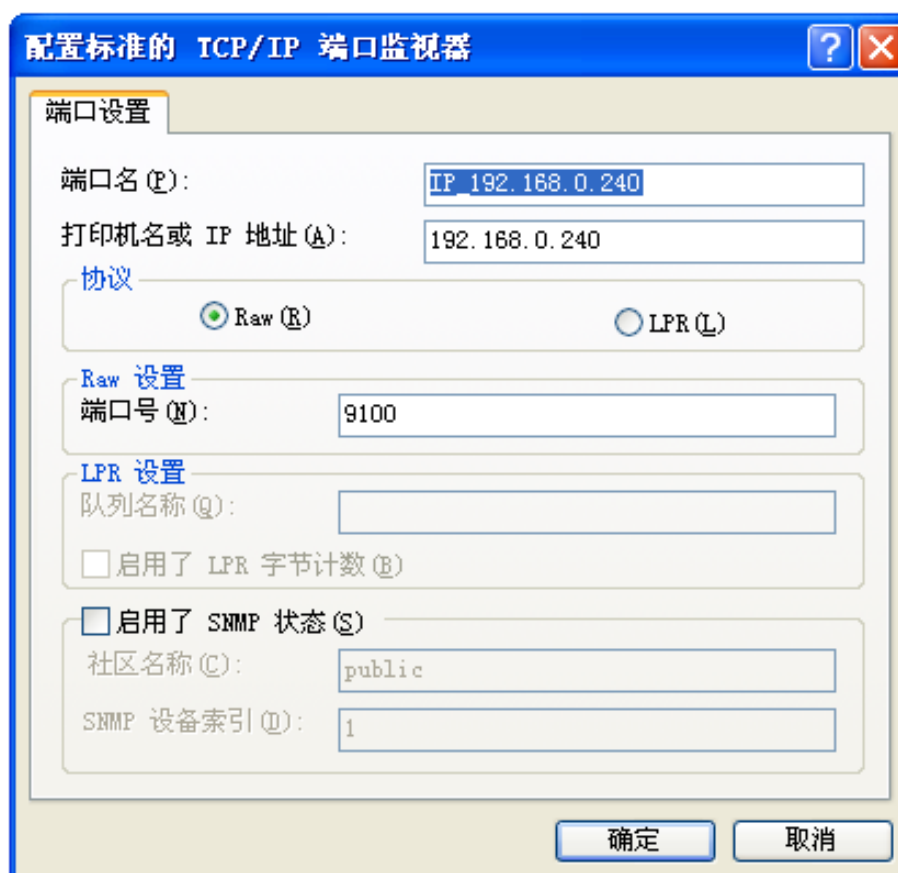 配置标准的 TCP/IP 端口监视器
端口设置
端口名(P): IP_192.168.0.240
打印机名或 IP 地址(A): 192.168.0.240
协议
Raw(R) LPR(L)
Raw 设置
端口号(N): 9100
LPR 设置
队列名称(Q):
启用了 LPR 字节计数(B)
启用了 SNMP 状态(S)
社区名称(C): public
SNMP 设备索引(D): 1
确定 取消